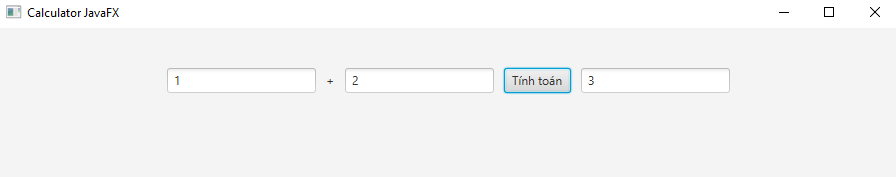 Calculator JavaFX
1 + 2 Tính toán 3